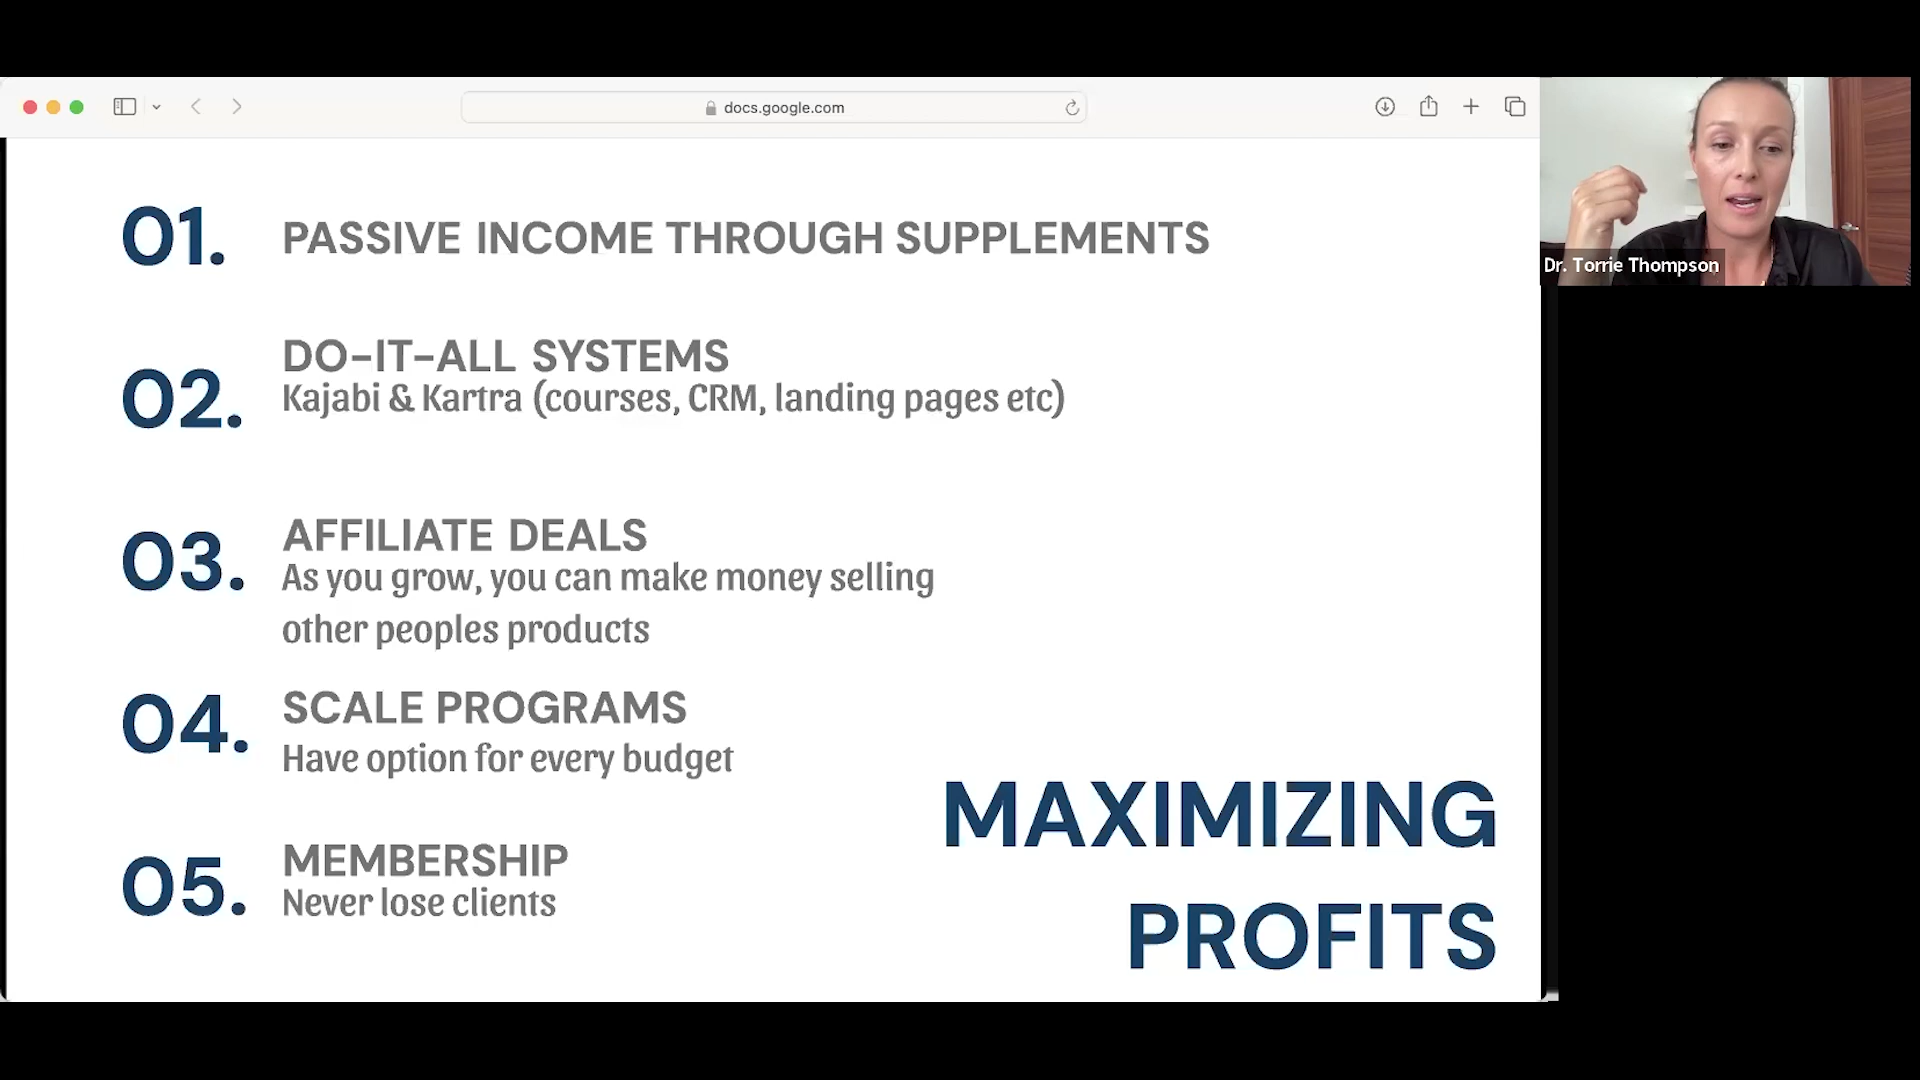 docs.google.com
01.
PASSIVE INCOME THROUGH SUPPLEMENTS
02.
DO-IT-ALL SYSTEMS
Kajabi & Kartra (courses, CRM, landing pages etc)
03.
AFFILIATE DEALS
As you grow, you can make money selling
other peoples products
04.
SCALE PROGRAMS
Have option for every budget
05.
MEMBERSHIP
Never lose clients
MAXIMIZING
PROFITS
Dr. Torrie Thompson